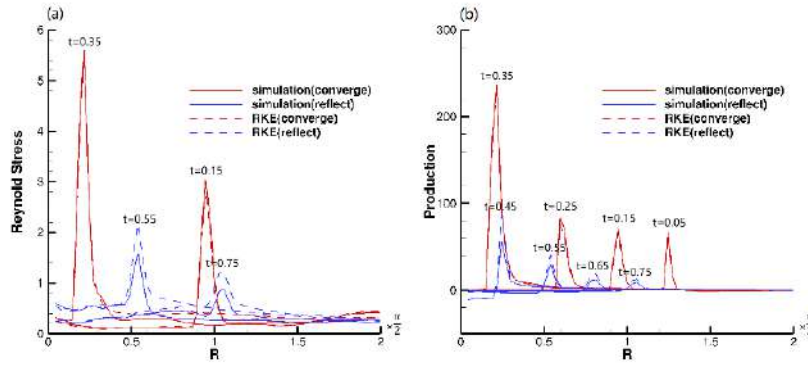 (a)
6
5
4
3
2
1
0
Reynold Stress
t=0.35
t=0.15
t=0.55
t=0.75
simulation(converge)
simulation(reflect)
RKE(converge)
RKE(reflect)
0
0.5
1
1.5
2
R
(b)
300
200
100
0
Production
t=0.35
t=0.45
t=0.25
t=0.15
t=0.05
t=0.55
t=0.65
t=0.75
simulation(converge)
simulation(reflect)
RKE(converge)
RKE(reflect)
0
0.5
1
1.5
2
R